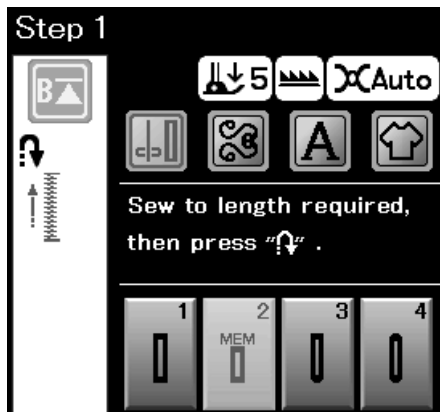 Step 1
B
5
Auto
A
Sew to length required,
then press “ ” .
1
2
3
4
MEM